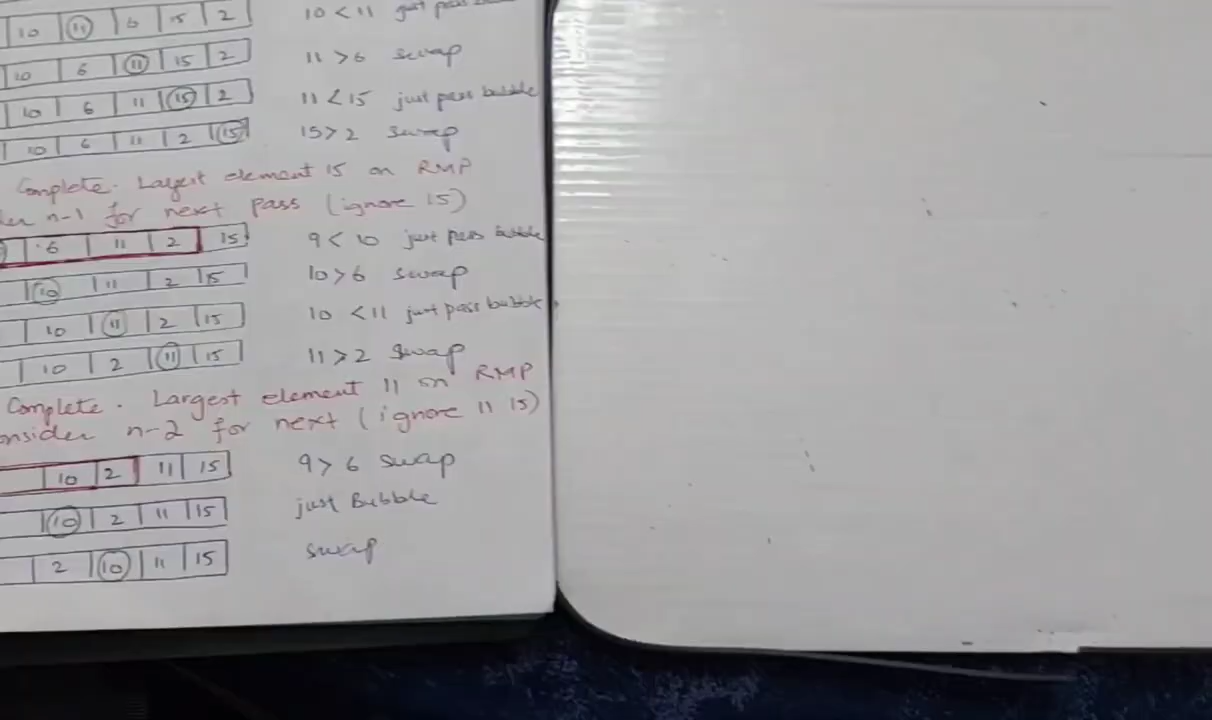 10 11 6 15 2 10 < 11 just pass
10 6 11 15 2 11 > 6 swap
10 6 11 15 2 11 < 15 just pass bubble
10 6 11 2 15 15 > 2 swap
Complete. Largest element 15 on RMP
n-1 for next pass (ignore 15)
6 11 2 15 9 < 10 just pass bubble
10 11 2 15 10 > 6 swap
10 11 2 15 10 < 11 just pass bubble
10 2 11 15 11 > 2 swap
Complete. Largest element 11 on RMP
n-2 for next (ignore 11 15)
10 2 11 15 9 > 6 swap
10 2 11 15 just Bubble
2 10 11 15 swap